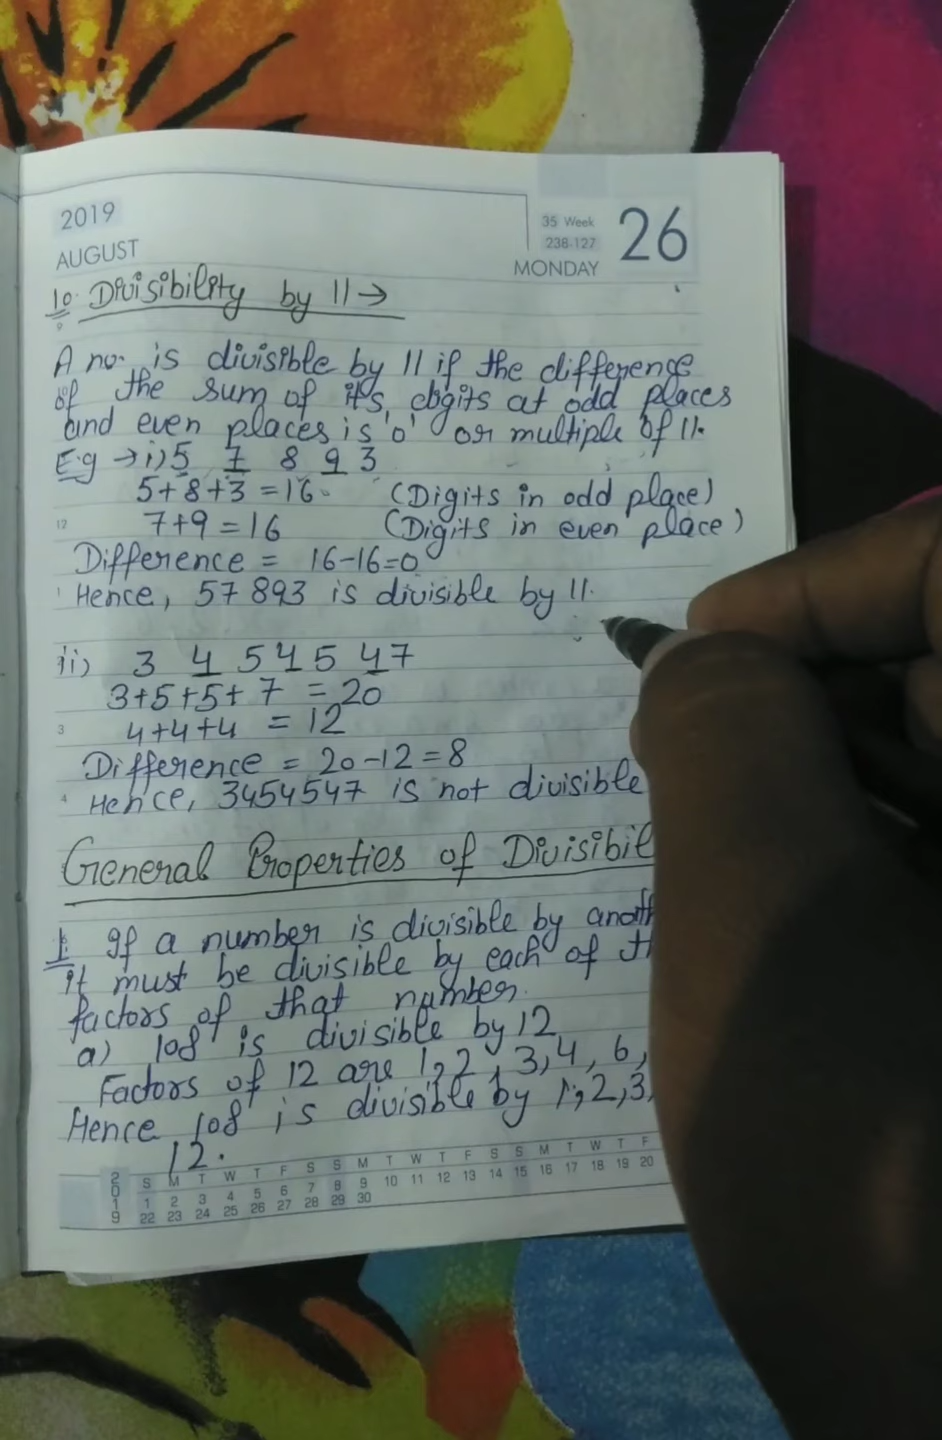 2019
AUGUST
35 Week
238-127
MONDAY
26
10. Divisibility by 11 →
A no. is divisible by 11 if the difference
of the sum of its digits at odd places
and even places is '0' or multiple of 11.
E.g → i) 5 7 8 9 3
5+8+3 = 16 (Digits in odd place)
12
7+9 = 16 (Digits in even place)
Difference = 16-16=0
1
Hence, 57893 is divisible by 11.
ii) 3 4 5 4 5 4 7
3+5+5+7 = 20
3
4+4+4 = 12
Difference = 20-12=8
4
Hence, 3454547 is not divisible
General Properties of Divisibil
1. If a number is divisible by anoth
it must be divisible by each of th
factors of that number.
a) 108 is divisible by 12
Factors of 12 are 1, 2, 3, 4, 6,
Hence 108 is divisible by 1, 2, 3,
12.
2019
S M T W T F S S M T W T F S S M T W T F
1 2 3 4 5 6 7 8 9 10 11 12 13 14 15 16 17 18 19 20
22 23 24 25 26 27 28 29 30